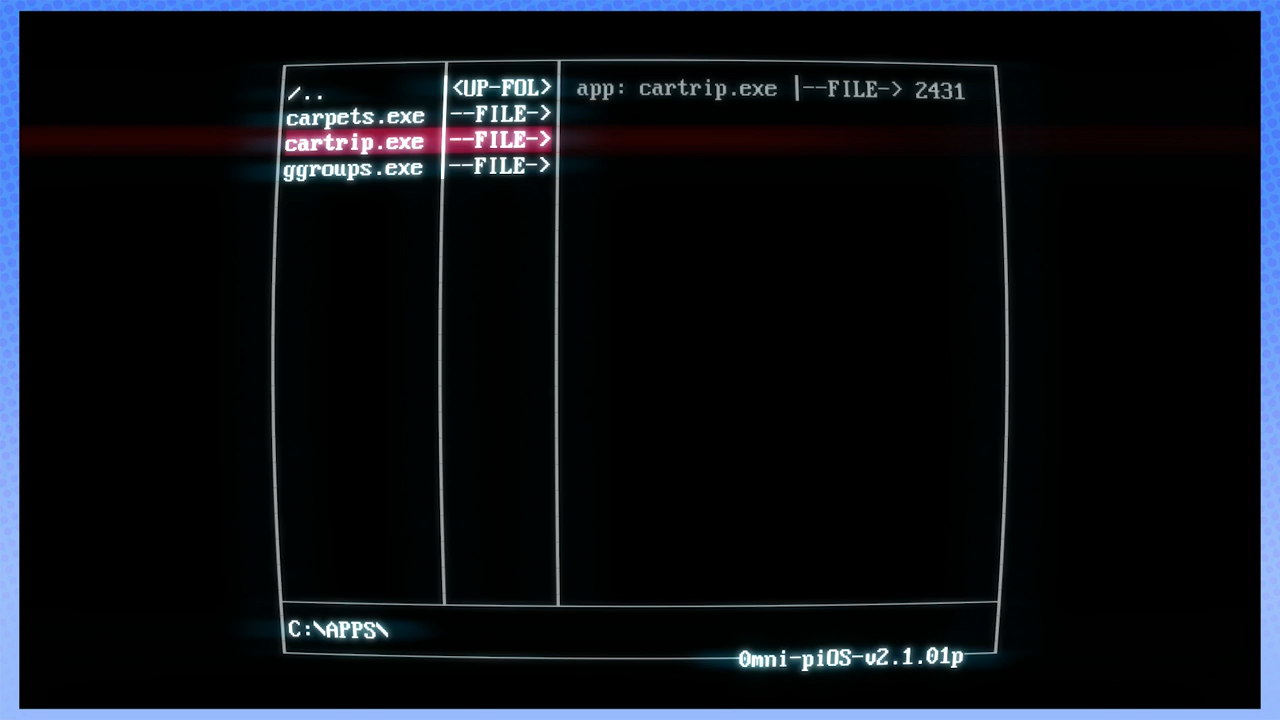 /.. <UP-FOL> app: cartrip.exe |--FILE-> 2431
carpets.exe --FILE->
cartrip.exe --FILE->
ggroups.exe --FILE->
C:\APPS\
0mni-piOS-v2.1.01p